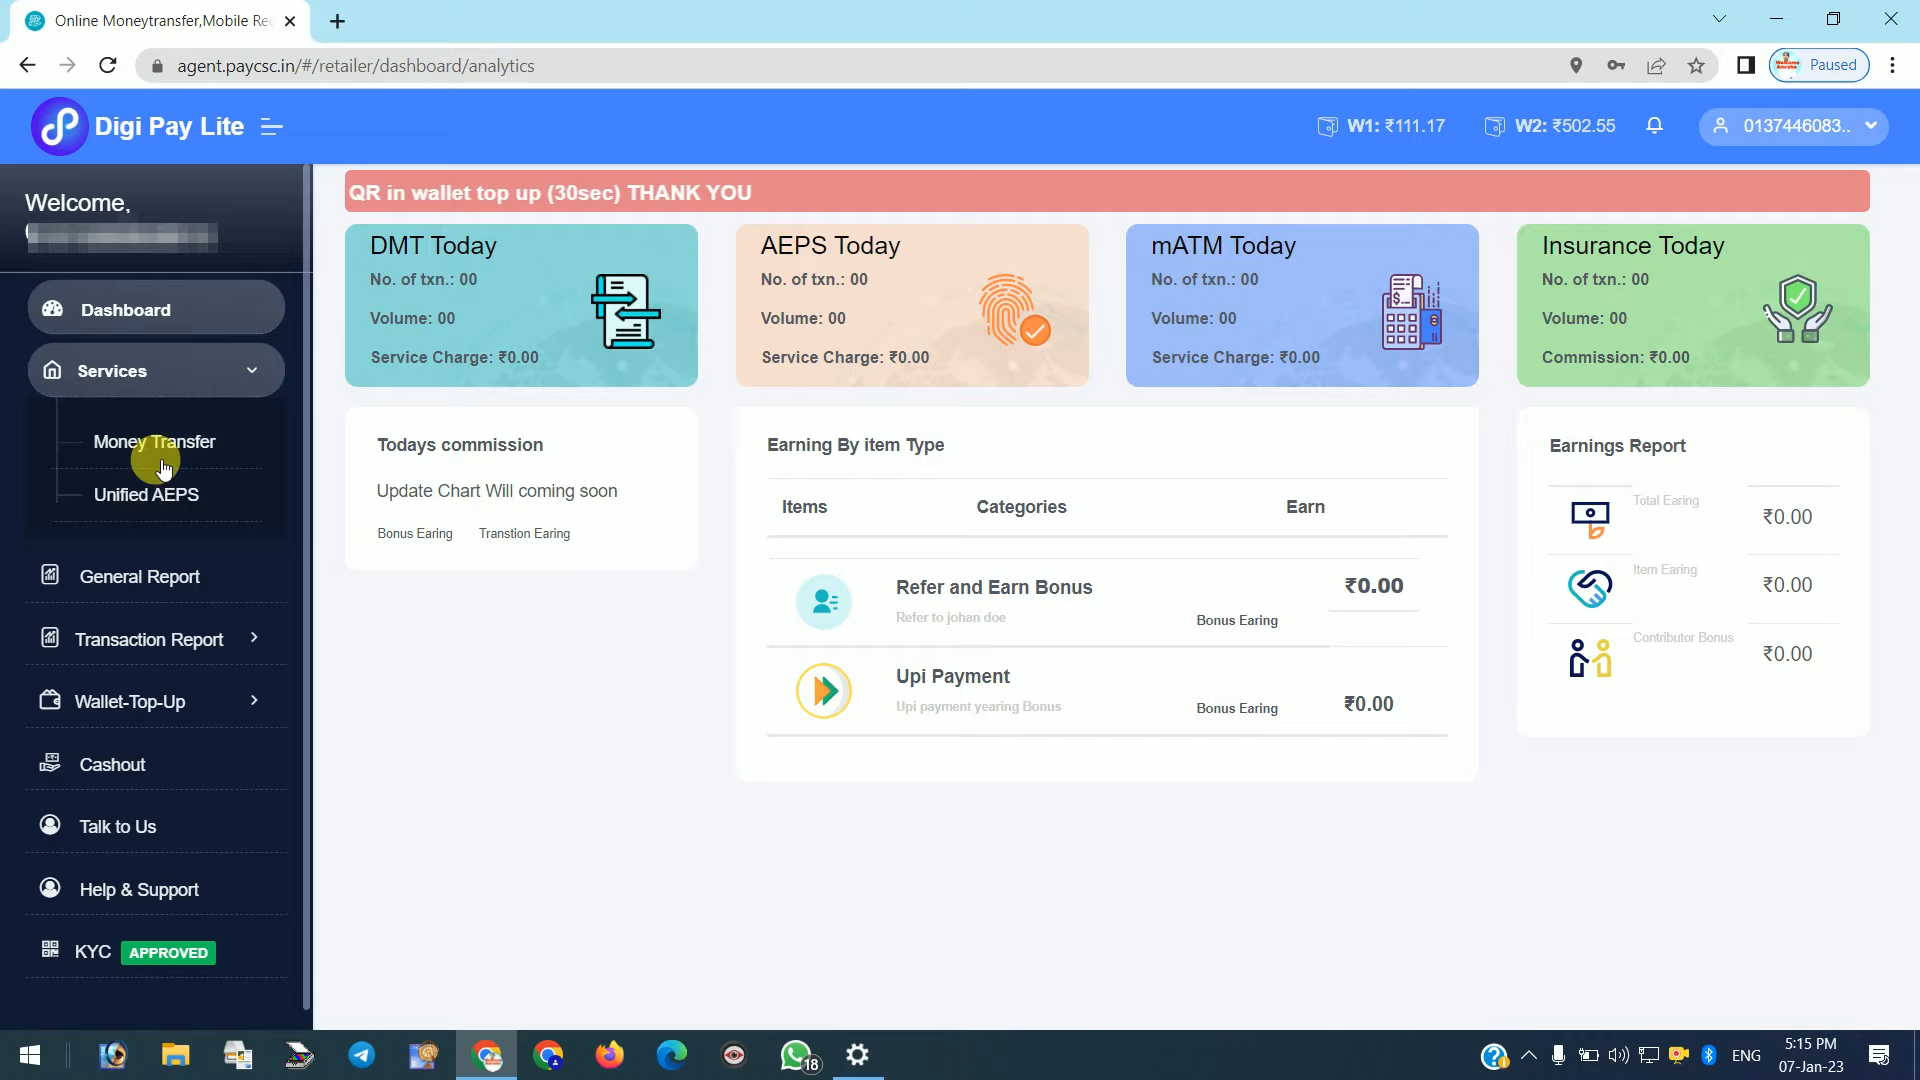 Online Moneytransfer,Mobile Rec
agent.paycsc.in/#/retailer/dashboard/analytics
Paused
Digi Pay Lite
W1: ₹111.17
W2: ₹502.55
0137446083..
Welcome,
QR in wallet top up (30sec) THANK YOU
Dashboard
Services
Money Transfer
Unified AEPS
General Report
Transaction Report
Wallet-Top-Up
Cashout
Talk to Us
Help & Support
KYC APPROVED
DMT Today
No. of txn.: 00
Volume: 00
Service Charge: ₹0.00
AEPS Today
No. of txn.: 00
Volume: 00
Service Charge: ₹0.00
mATM Today
No. of txn.: 00
Volume: 00
Service Charge: ₹0.00
Insurance Today
No. of txn.: 00
Volume: 00
Commission: ₹0.00
Todays commission
Update Chart Will coming soon
Bonus Earing Transtion Earing
Earning By item Type
Items Categories Earn
Refer and Earn Bonus
Refer to johan doe
Bonus Earing
₹0.00
Upi Payment
Upi payment yearing Bonus
Bonus Earing
₹0.00
Earnings Report
Total Earing
₹0.00
Item Earing
₹0.00
Contributor Bonus
₹0.00
18
ENG
5:15 PM
07-Jan-23